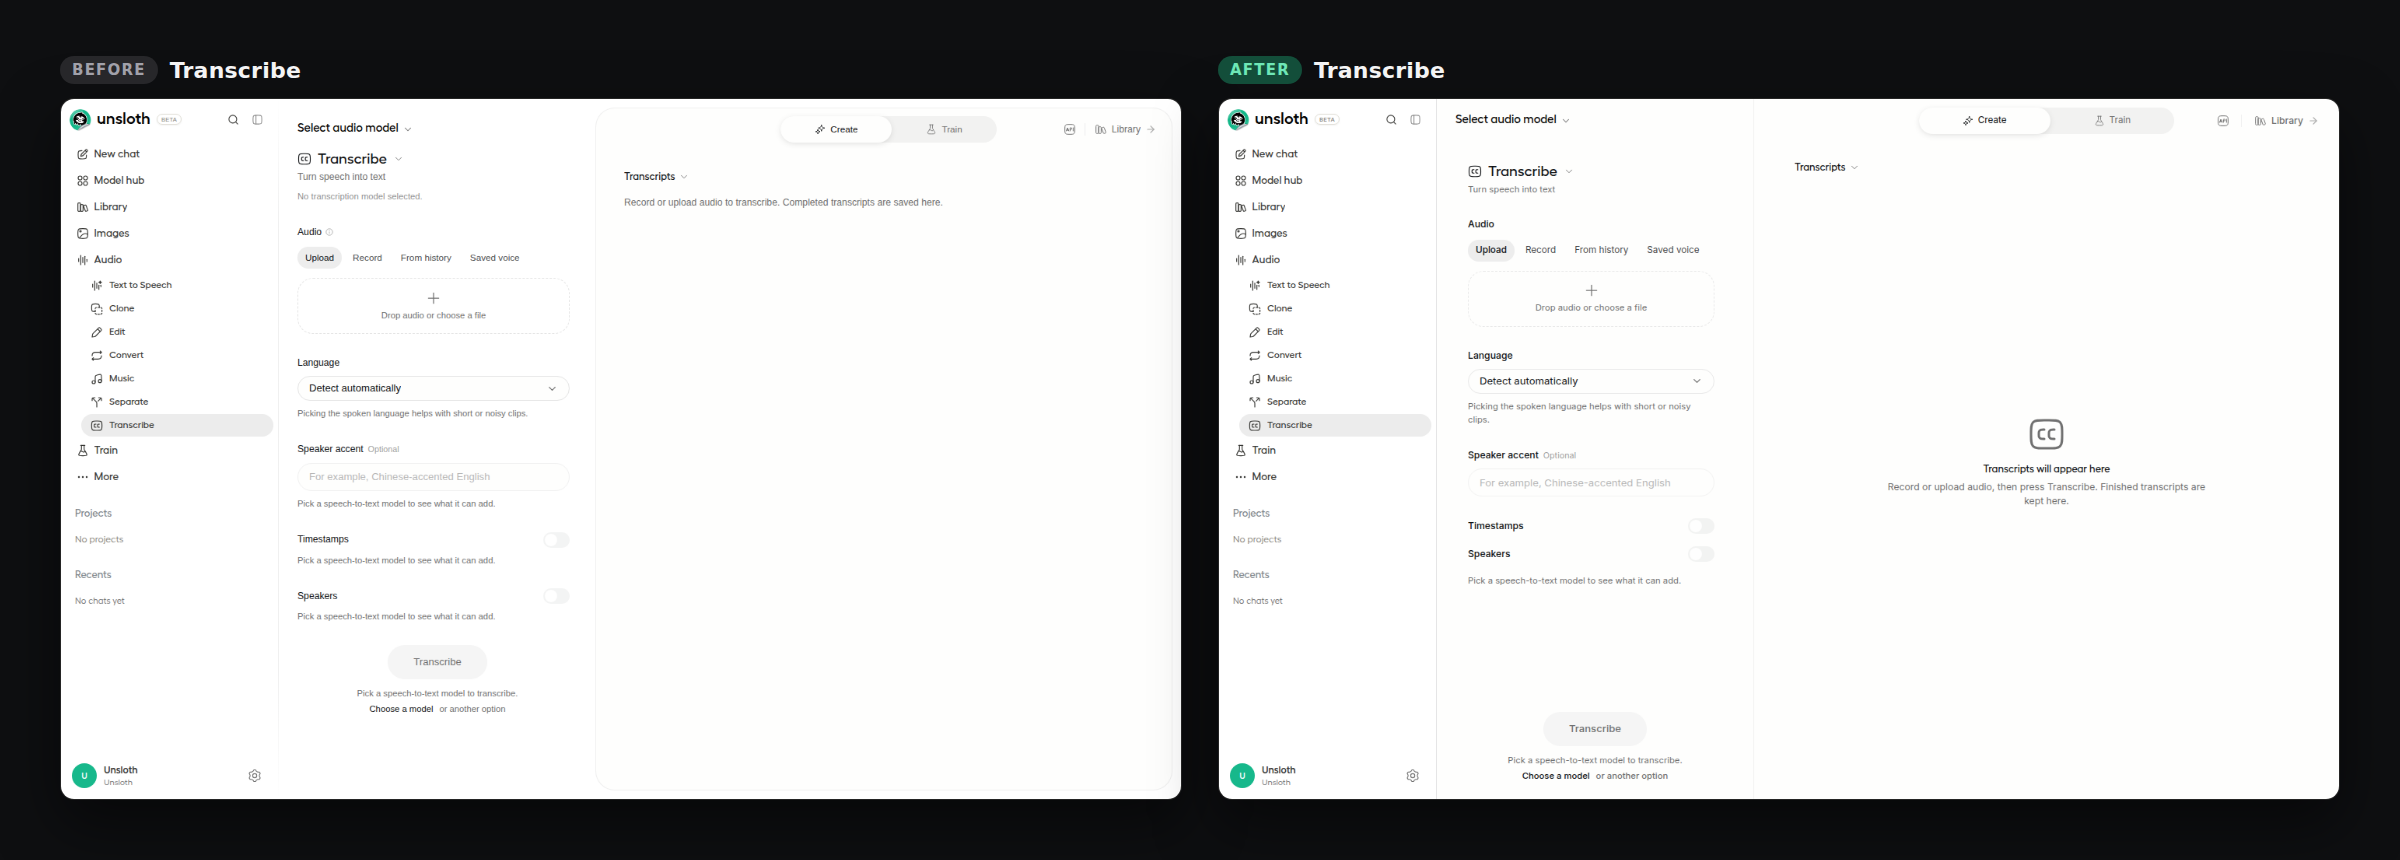 BEFORE Transcribe
unsloth BETA
New chat
Model hub
Library
Images
Audio
Text to Speech
Clone
Edit
Convert
Music
Separate
Transcribe
Train
More
Projects
No projects
Recents
No chats yet
U
Unsloth
Unsloth
Select audio model
CC Transcribe
Turn speech into text
No transcription model selected.
Audio
Upload Record From history Saved voice
Drop audio or choose a file
Language
Detect automatically
Picking the spoken language helps with short or noisy clips.
Speaker accent Optional
For example, Chinese-accented English
Pick a speech-to-text model to see what it can add.
Timestamps
Pick a speech-to-text model to see what it can add.
Speakers
Pick a speech-to-text model to see what it can add.
Transcribe
Pick a speech-to-text model to transcribe.
Choose a model or another option
Create Train
API Library
Transcripts
Record or upload audio to transcribe. Completed transcripts are saved here.
AFTER Transcribe
unsloth BETA
New chat
Model hub
Library
Images
Audio
Text to Speech
Clone
Edit
Convert
Music
Separate
Transcribe
Train
More
Projects
No projects
Recents
No chats yet
U
Unsloth
Unsloth
Select audio model
CC Transcribe
Turn speech into text
Audio
Upload Record From history Saved voice
Drop audio or choose a file
Language
Detect automatically
Picking the spoken language helps with short or noisy
clips.
Speaker accent Optional
For example, Chinese-accented English
Timestamps
Speakers
Pick a speech-to-text model to see what it can add.
Transcribe
Pick a speech-to-text model to transcribe.
Choose a model or another option
Create Train
API Library
Transcripts
CC
Transcripts will appear here
Record or upload audio, then press Transcribe. Finished transcripts are
kept here.